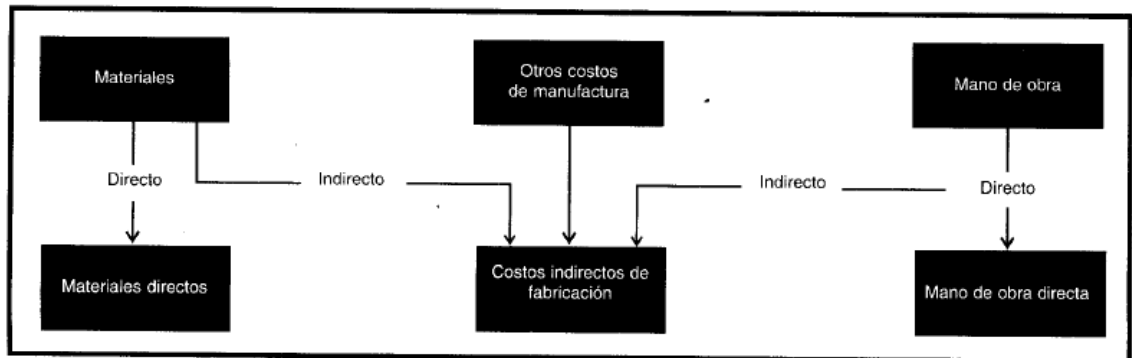 Materiales
Otros costos
de manufactura
Mano de obra
Directo
Indirecto
Indirecto
Directo
Materiales directos
Costos indirectos de
fabricación
Mano de obra directa